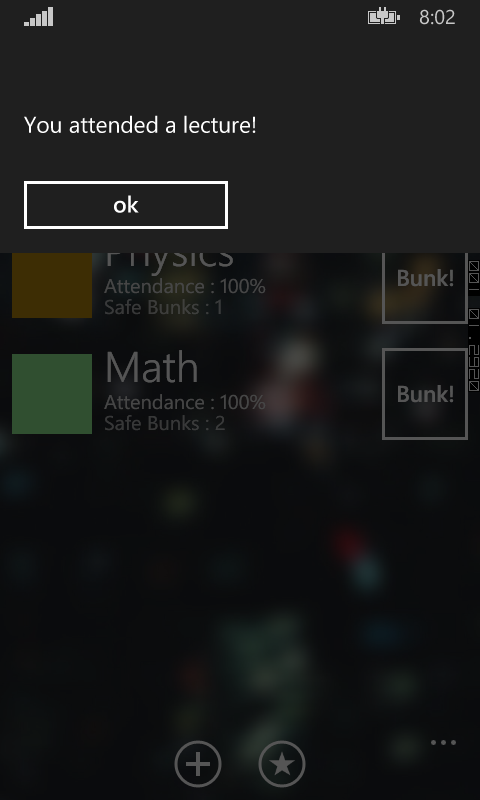 8:02
You attended a lecture!
ok
Physics
Attendance : 100%
Safe Bunks : 1
Bunk!
Math
Attendance : 100%
Safe Bunks : 2
Bunk!